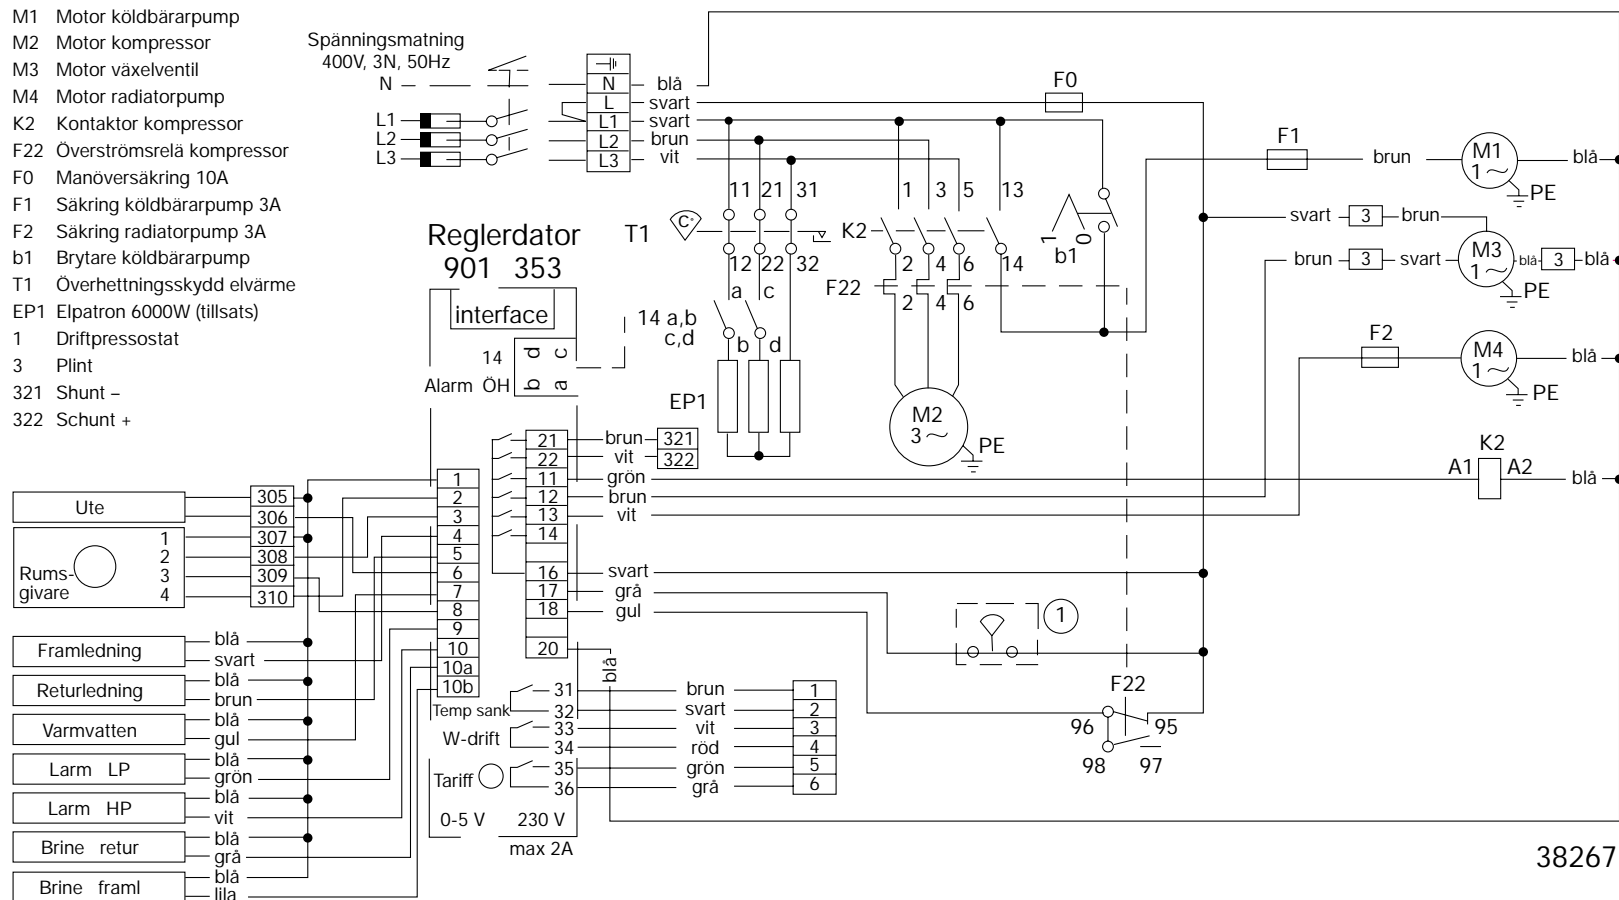 M1 Motor köldbärarpump
M2 Motor kompressor
M3 Motor växelventil
M4 Motor radiatorpump
K2 Kontaktor kompressor
F22 Överströmsrelä kompressor
F0 Manöversäkring 10A
F1 Säkring köldbärarpump 3A
F2 Säkring radiatorpump 3A
b1 Brytare köldbärarpump
T1 Överhettningsskydd elvärme
EP1 Elpatron 6000W (tillsats)
1 Driftpressostat
3 Plint
321 Shunt –
322 Schunt +
Spänningsmatning
400V, 3N, 50Hz
N
L1
L2
L3
N blå
L svart
L1 svart
L2 brun
L3 vit
F0
F1 brun M1 1~ PE blå
svart 3 brun
brun 3 svart M3 1~ blå 3 blå
PE
F2 M4 1~ PE blå
K2
A1 A2 blå
T1 C°
11 21 31
12 22 32
a c
b d
EP1
K2
1 3 5 13
2 4 6 14
F22
2 4 6
M2
3~
PE
1 0
b1
Reglerdator
901 353
interface
14 a,b
c,d
14
Alarm ÖH
d c
b a
21 brun 321
22 vit 322
11 grön
12 brun
13 vit
14
16 svart
17 grå
18 gul
20 blå
1
2
3
4
5
6
7
8
9
10
10a
10b
Ute
305
306
307
308
309
310
Rums-
givare
1
2
3
4
Framledning blå
svart
Returledning blå
brun
Varmvatten blå
gul
Larm LP blå
grön
Larm HP blå
vit
Brine retur blå
grå
Brine framl blå
lila
Temp sank
W-drift
Tariff
31 brun 1
32 svart 2
33 vit 3
34 röd 4
35 grön 5
36 grå 6
0-5 V 230 V
max 2A
1
F22
96 95
98 97
38267